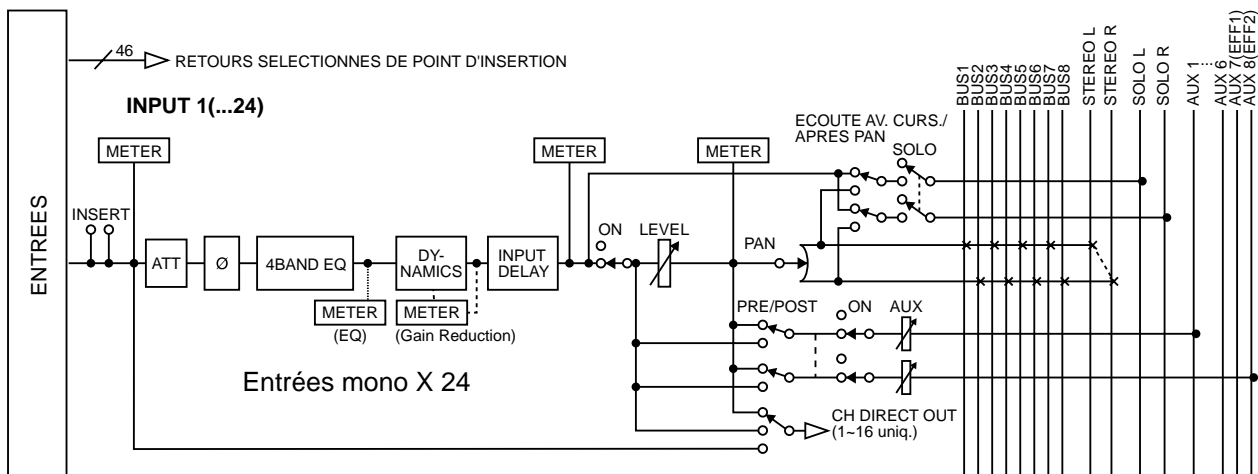 ENTREES
46
RETOURS SELECTIONNES DE POINT D'INSERTION
INPUT 1(...24)
METER
METER
METER
ECOUTE AV. CURS./
APRES PAN
SOLO
BUS1
BUS2
BUS3
BUS4
BUS5
BUS6
BUS7
BUS8
STEREO L
STEREO R
SOLO L
SOLO R
AUX 1
....
AUX 6
AUX 7(EFF1)
AUX 8(EFF2)
INSERT
ATT
Ø
4BAND EQ
DY-
NAMICS
INPUT
DELAY
ON
LEVEL
PAN
METER
(EQ)
METER
(Gain Reduction)
PRE/POST
ON
AUX
Entrées mono X 24
CH DIRECT OUT
(1~16 uniq.)